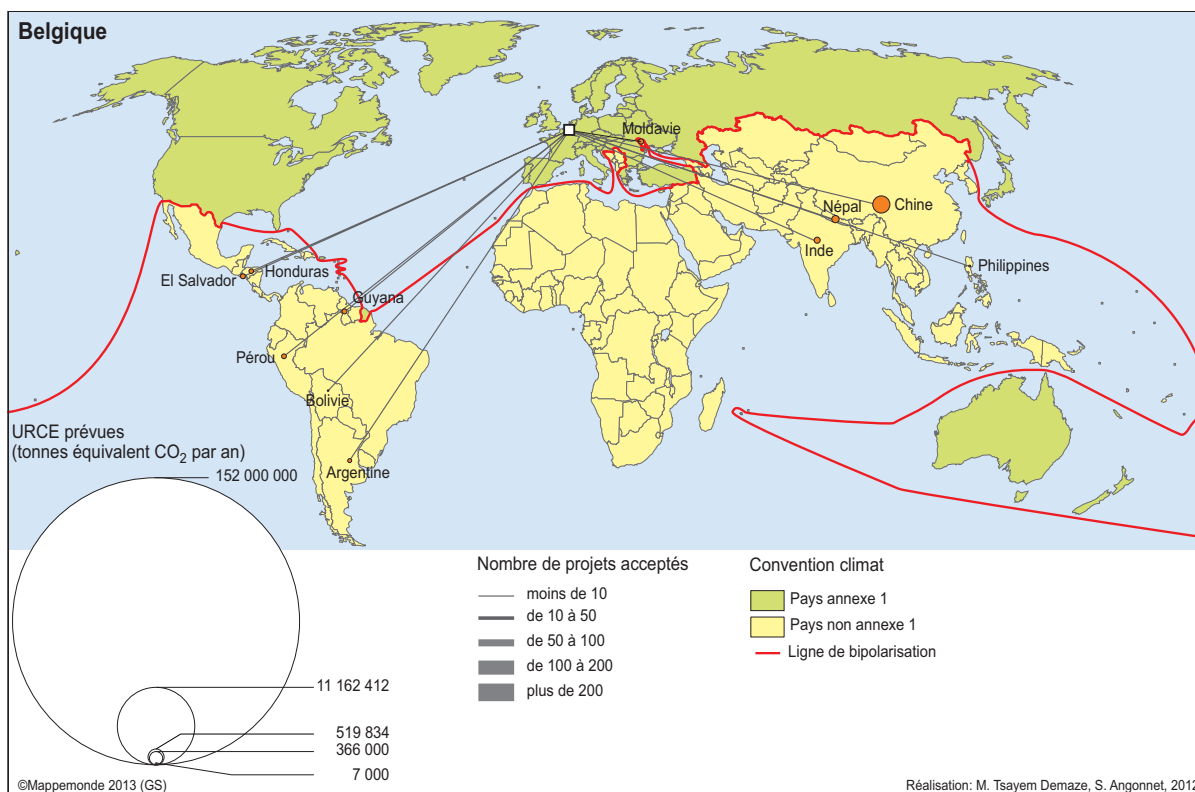 Belgique
Moldavie
Népal
Chine
Inde
Philippines
Honduras
El Salvador
Guyana
Pérou
Bolivie
Argentine
URCE prévues
(tonnes équivalent CO2 par an)
152 000 000
11 162 412
519 834
366 000
7 000
Nombre de projets acceptés
moins de 10
de 10 à 50
de 50 à 100
de 100 à 200
plus de 200
Convention climat
Pays annexe 1
Pays non annexe 1
Ligne de bipolarisation
©Mappemonde 2013 (GS)
Réalisation: M. Tsayem Demaze, S. Angonnet, 2012